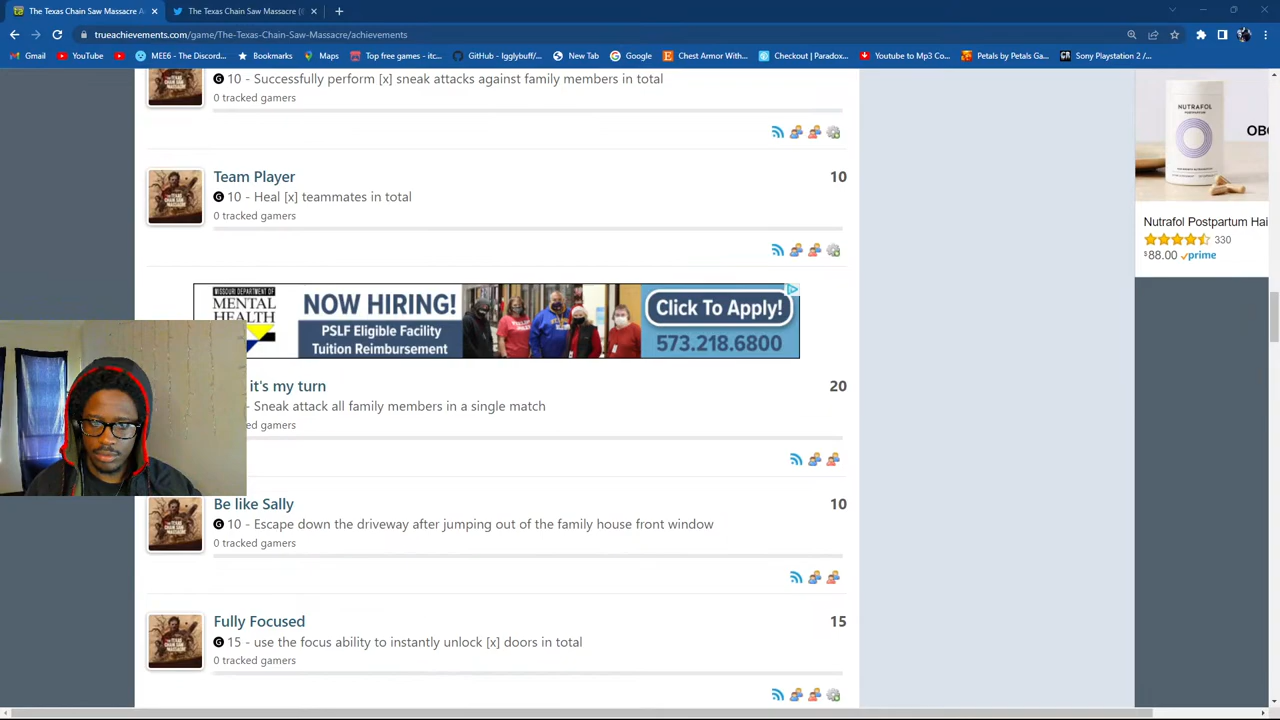 The Texas Chain Saw Massacre A
The Texas Chain Saw Massacre (
trueachievements.com/game/The-Texas-Chain-Saw-Massacre/achievements
Gmail
YouTube
MEE6 - The Discord...
Bookmarks
Maps
Top free games - itc...
GitHub - Iglybuff/...
New Tab
Google
Chest Armor With...
Checkout | Paradox...
Youtube to Mp3 Co...
Petals by Petals Ga...
Sony Playstation 2 /...
G 10 - Successfully perform [x] sneak attacks against family members in total
0 tracked gamers
Team Player
10
G 10 - Heal [x] teammates in total
0 tracked gamers
MISSOURI DEPARTMENT OF
MENTAL
HEALTH
NOW HIRING!
PSLF Eligible Facility
Tuition Reimbursement
Click To Apply!
573.218.6800
it's my turn
20
- Sneak attack all family members in a single match
ed gamers
Be like Sally
10
G 10 - Escape down the driveway after jumping out of the family house front window
0 tracked gamers
Fully Focused
15
G 15 - use the focus ability to instantly unlock [x] doors in total
0 tracked gamers
NUTRAFOL
OB
Nutrafol Postpartum Hai
330
$88.00 prime